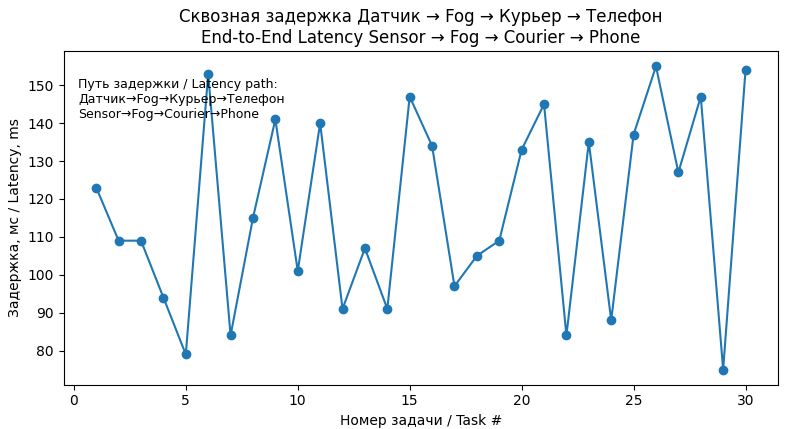 Сквозная задержка Датчик → Fog → Курьер → Телефон
End-to-End Latency Sensor → Fog → Courier → Phone
Путь задержки / Latency path:
Датчик→Fog→Курьер→Телефон
Sensor→Fog→Courier→Phone
Задержка, мс / Latency, ms
150
140
130
120
110
100
90
80
0 5 10 15 20 25 30
Номер задачи / Task #